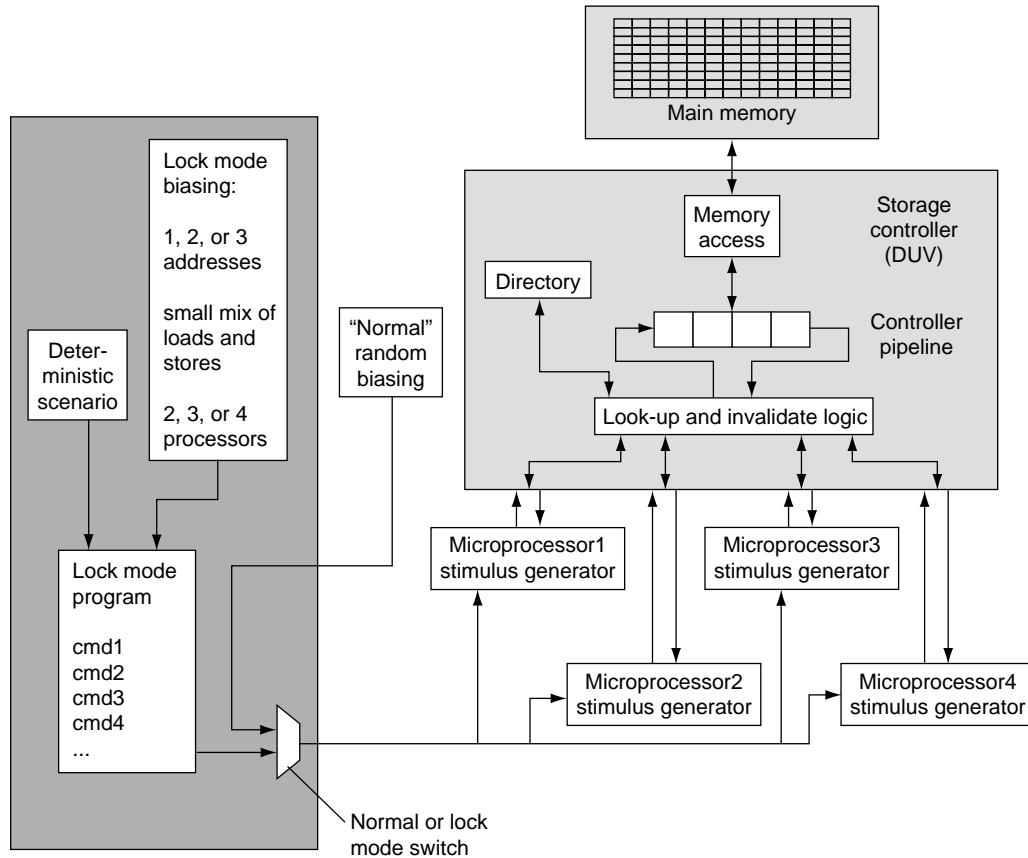 Main memory
Lock mode
biasing:
1, 2, or 3
addresses
small mix of
loads and
stores
2, 3, or 4
processors
Deter-
ministic
scenario
"Normal"
random
biasing
Memory
access
Storage
controller
(DUV)
Directory
Controller
pipeline
Look-up and invalidate logic
Lock mode
program
cmd1
cmd2
cmd3
cmd4
...
Microprocessor1
stimulus generator
Microprocessor3
stimulus generator
Microprocessor2
stimulus generator
Microprocessor4
stimulus generator
Normal or lock
mode switch